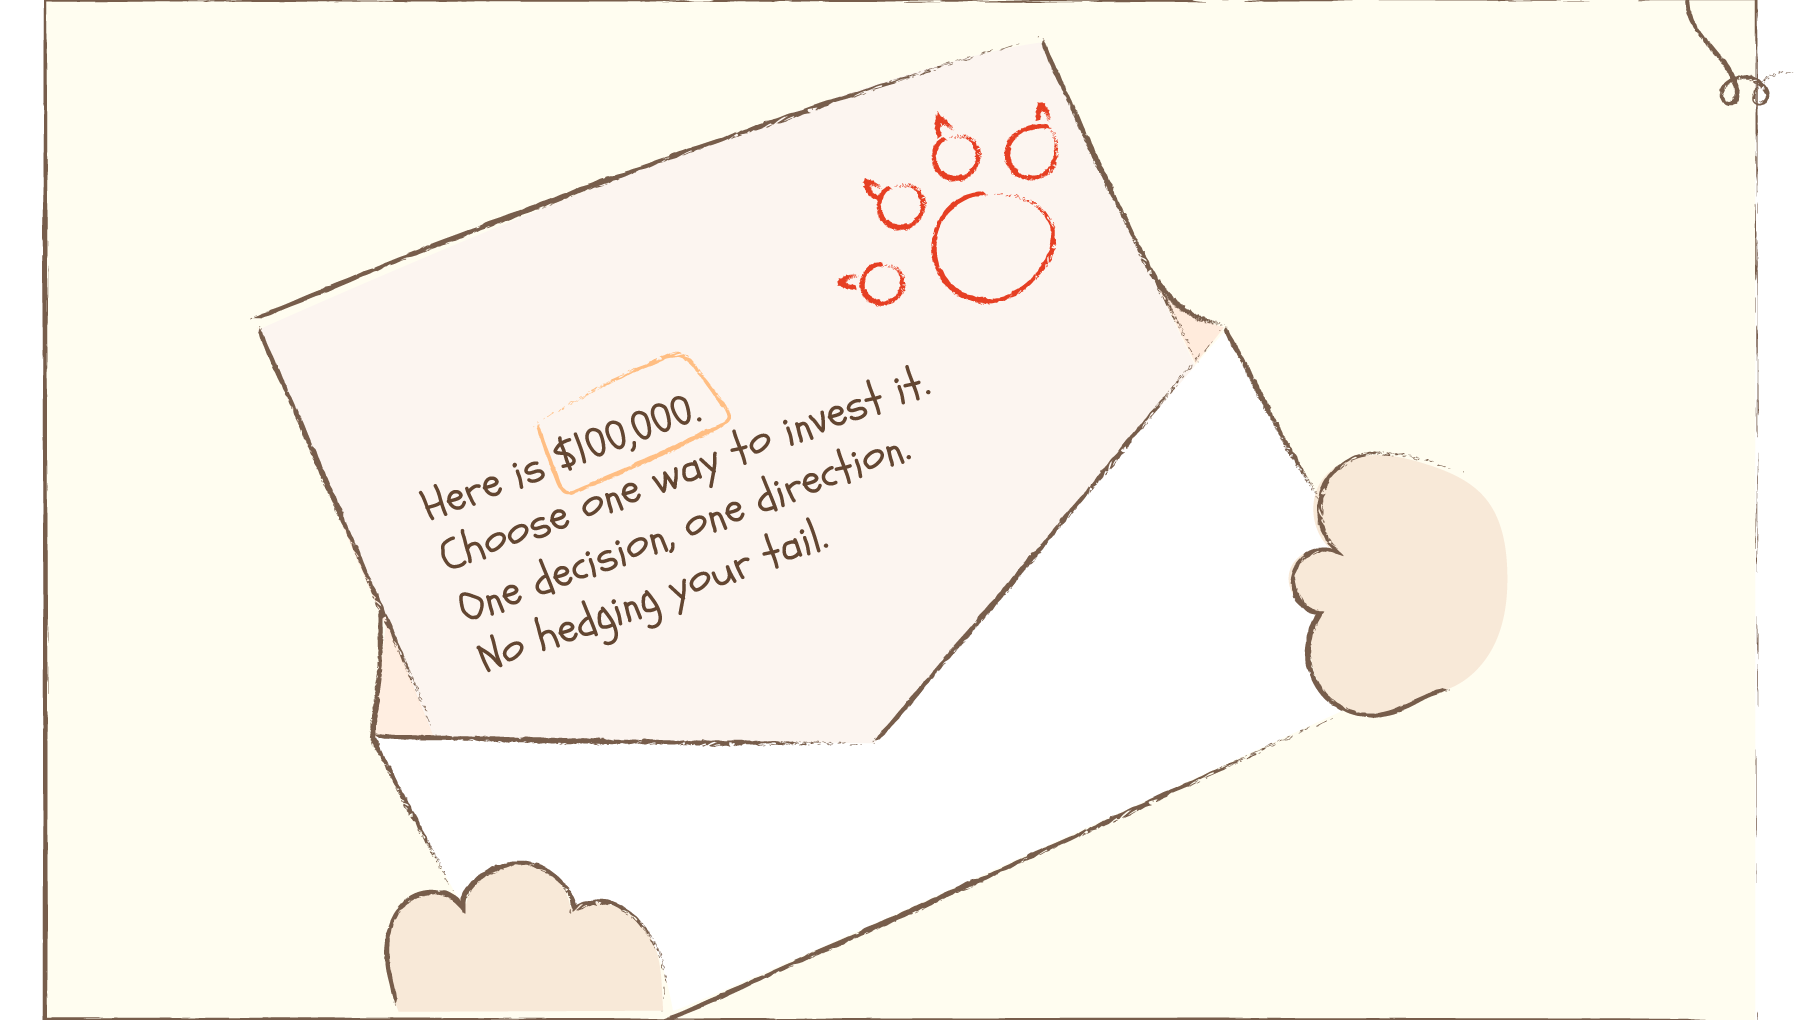 Here is $100,000.
Choose one way to invest it.
One decision, one direction.
No hedging your tail.